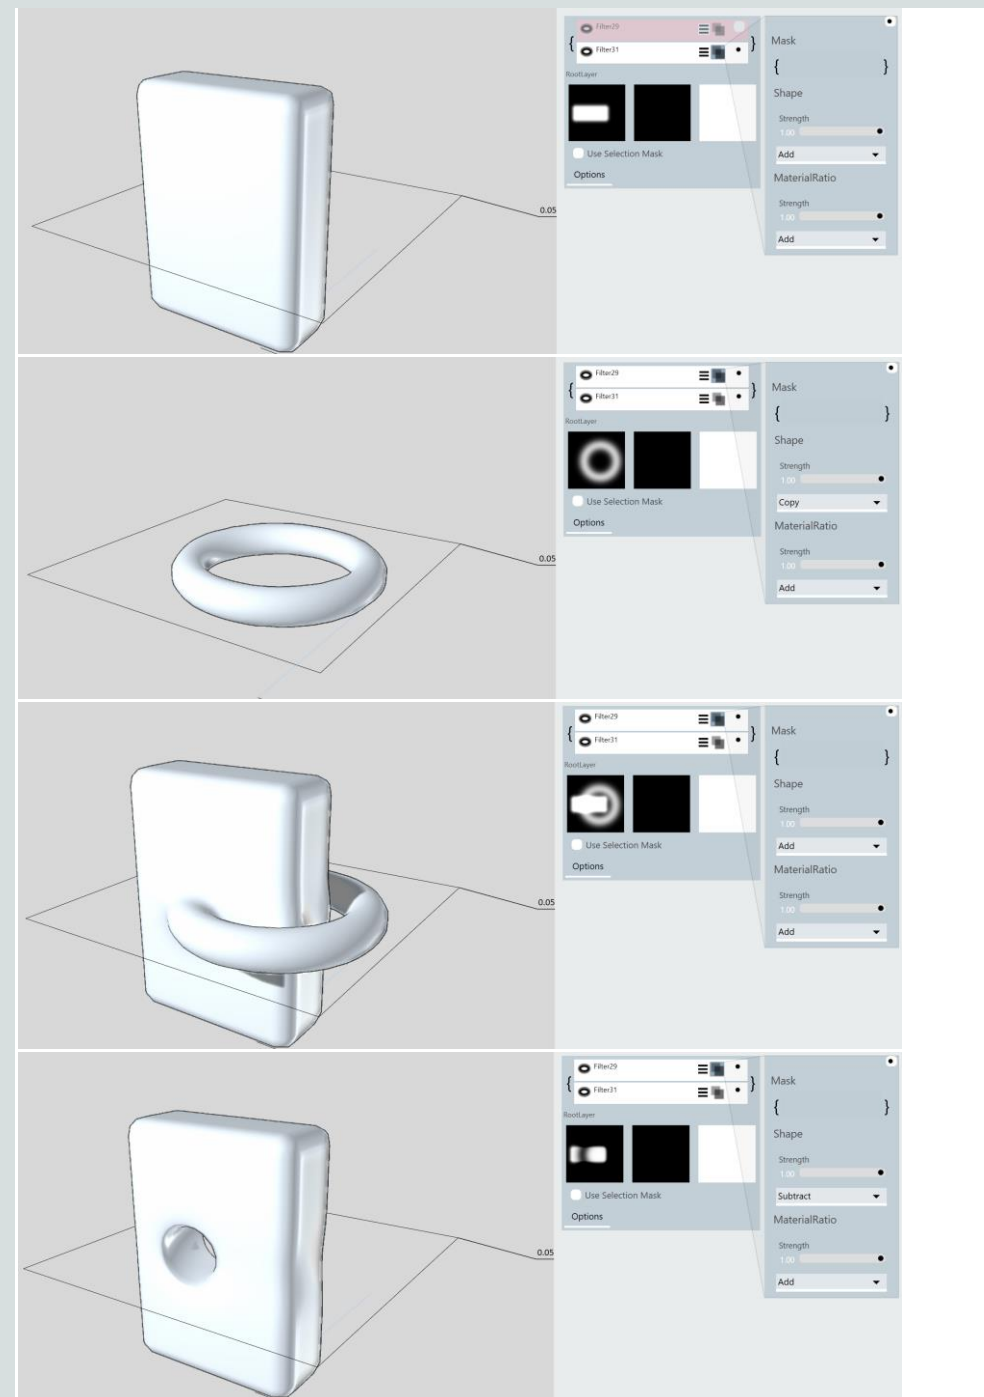 Filter29
Filter31
{ }
RootLayer
Use Selection Mask
Options
Mask
{ }
Shape
Strength
1.00
Add
MaterialRatio
Strength
1.00
Add
0.05
Filter29
Filter31
{ }
RootLayer
Use Selection Mask
Options
Mask
{ }
Shape
Strength
1.00
Copy
MaterialRatio
Strength
1.00
Add
0.05
Filter29
Filter31
{ }
RootLayer
Use Selection Mask
Options
Mask
{ }
Shape
Strength
1.00
Add
MaterialRatio
Strength
1.00
Add
0.05
Filter29
Filter31
{ }
RootLayer
Use Selection Mask
Options
Mask
{ }
Shape
Strength
1.00
Subtract
MaterialRatio
Strength
1.00
Add
0.05